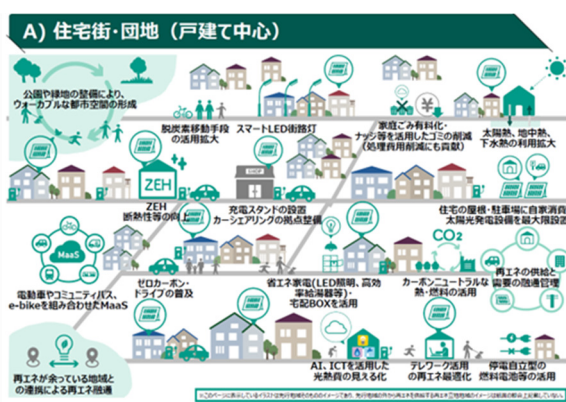 A) 住宅街・団地（戸建て中心）
公園や緑地の整備により、
ウォーカブルな都市空間の形成
脱炭素移動手段
の活用拡大
スマートLED街路灯
家庭ごみ有料化・
ナッジ等を活用したゴミの削減
（処理費用削減にも貢献）
太陽熱、地中熱、
下水熱の利用拡大
ZEH
ZEH
断熱性等の向上
SHOP
充電スタンドの設置
カーシェアリングの拠点整備
住宅の屋根・駐車場に自家消費
太陽光発電設備を最大限設置
MaaS
電動車やコミュニティバス、
e-bikeを組み合わせたMaaS
ゼロカーボン・
ドライブの普及
省エネ家電(LED照明、高効
率給湯器等)・
宅配BOXを活用
CO2
カーボンニュートラルな
熱・燃料の活用
再エネの供給と
需要の融通管理
再エネが余っている地域と
の連携による再エネ融通
AI、ICTを活用した
光熱費の見える化
テレワーク活用
の再エネ最適化
停電自立型の
燃料電池等の活用